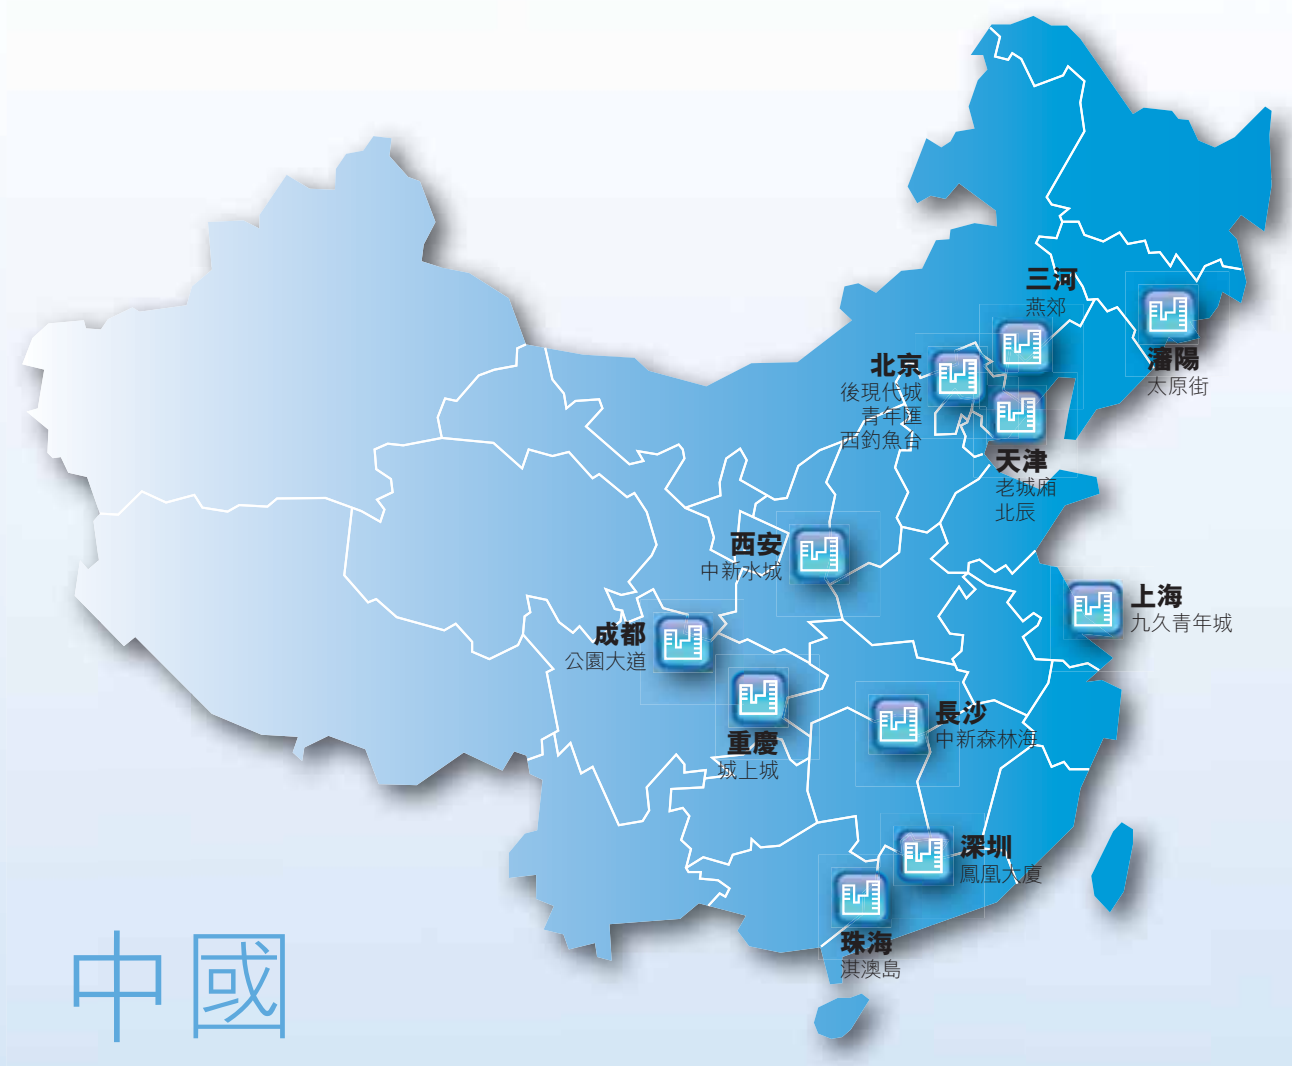 三河
燕郊
瀋陽
太原街
北京
後現代城
青年匯
西釣魚台
天津
老城廂
北辰
西安
中新水城
上海
九久青年城
成都
公園大道
重慶
城上城
長沙
中新森林海
深圳
鳳凰大廈
珠海
淇澳島
中國